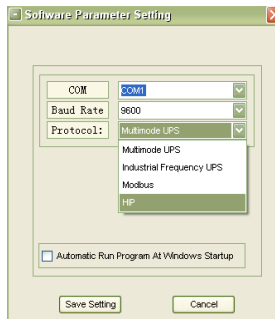 Software Parameter Setting
COM
COM1
Baud Rate
9600
Protocol:
Multimode UPS
Multimode UPS
Industrial Frequency UPS
Modbus
HIP
Automatic Run Program At Windows Startup
Save Setting
Cancel